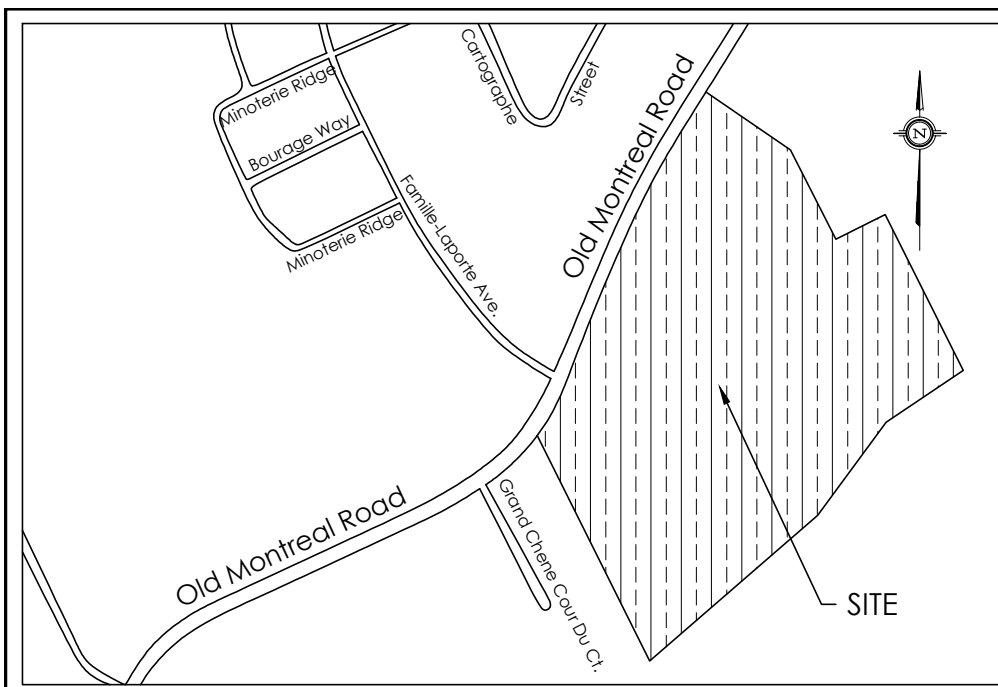 Cartographe
Street
Minoterie Ridge
Bourage Way
Minoterie Ridge
Famille-Laporte Ave.
Old Montreal Road
N
Old Montreal Road
Grand Chene Cour Du Ct.
SITE